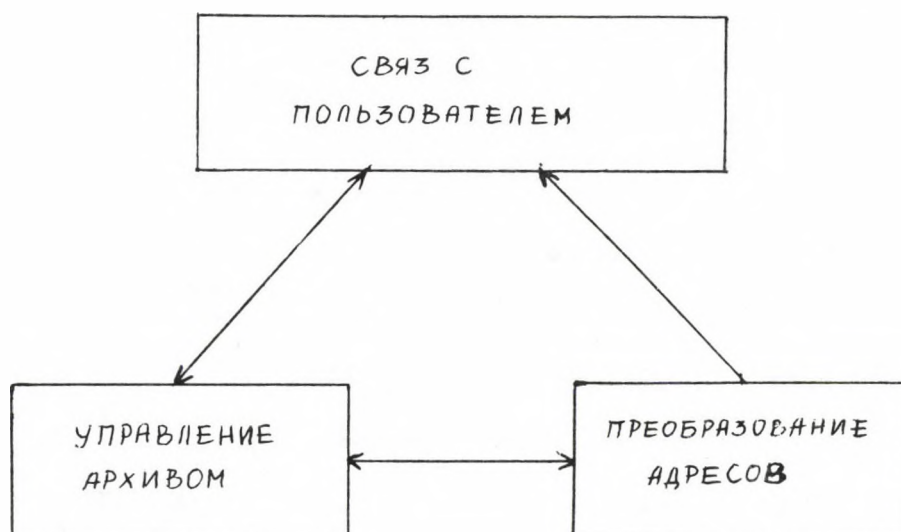 СВЯЗ С
ПОЛЬЗОВАТЕЛЕМ
УПРАВЛЕНИЕ
АРХИВОМ
ПРЕОБРАЗОВАНИЕ
АДРЕСОВ